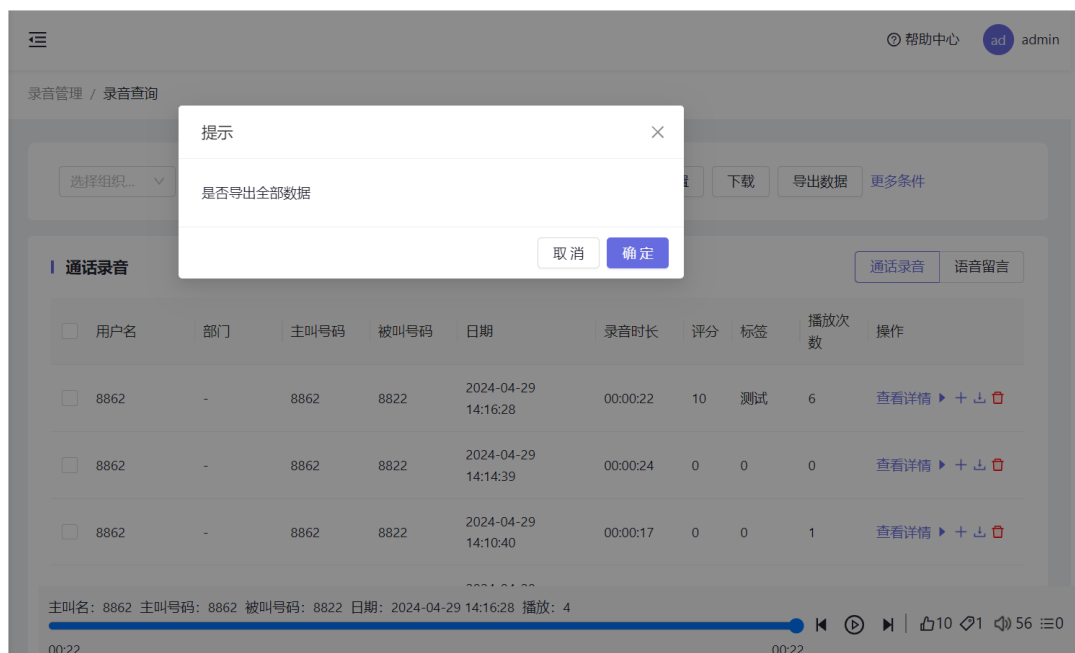 帮助中心 ad admin
录音管理 / 录音查询
提示
是否导出全部数据
取消 确定
选择组织... 下载 导出数据 更多条件
通话录音 通话录音 语音留言
用户名 部门 主叫号码 被叫号码 日期 录音时长 评分 标签 播放次数 操作
8862 - 8862 8822 2024-04-29 14:16:28 00:00:22 10 测试 6 查看详情
8862 - 8862 8822 2024-04-29 14:14:39 00:00:24 0 0 0 查看详情
8862 - 8862 8822 2024-04-29 14:10:40 00:00:17 0 0 1 查看详情
主叫名：8862 主叫号码：8862 被叫号码：8822 日期：2024-04-29 14:16:28 播放：4
10 1 56 0
00:22 00:22